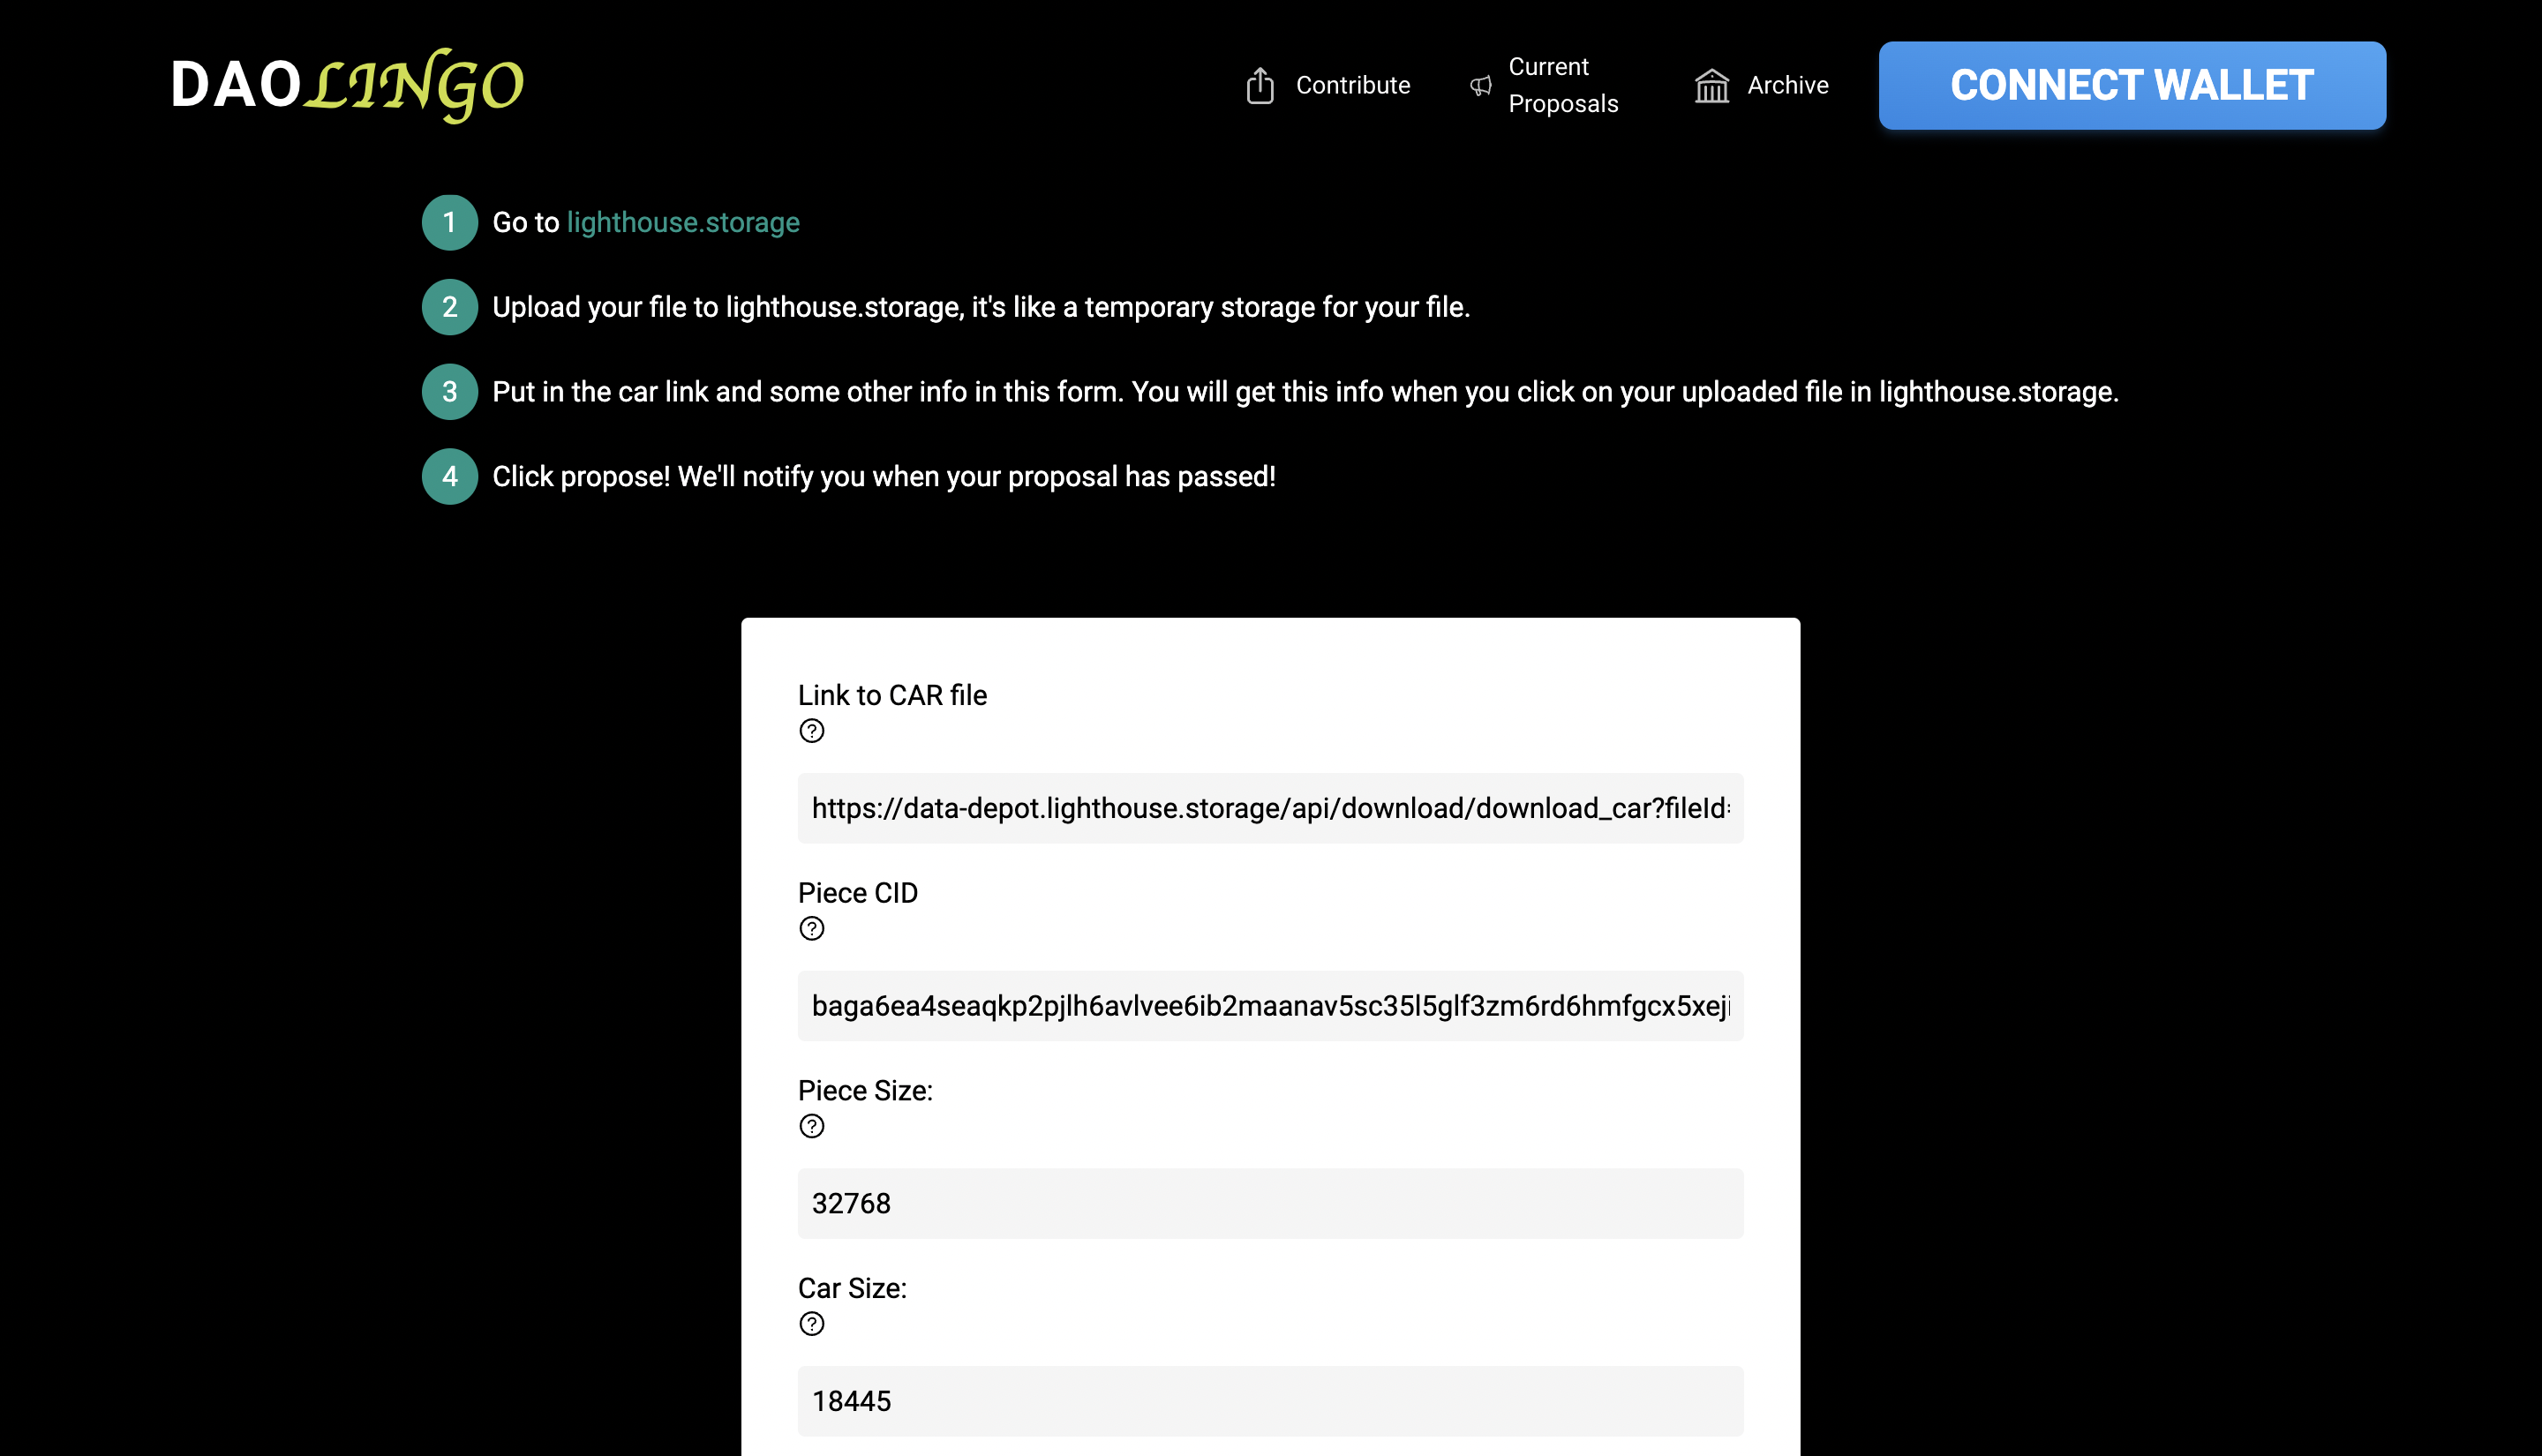 DAOLINGO
Contribute
Current
Proposals
Archive
CONNECT WALLET
1 Go to lighthouse.storage
2 Upload your file to lighthouse.storage, it's like a temporary storage for your file.
3 Put in the car link and some other info in this form. You will get this info when you click on your uploaded file in lighthouse.storage.
4 Click propose! We'll notify you when your proposal has passed!
Link to CAR file
?
https://data-depot.lighthouse.storage/api/download/download_car?fileId=
Piece CID
?
baga6ea4seaqkp2pjlh6avlvee6ib2maanav5sc35l5glf3zm6rd6hmfgcx5xeji
Piece Size:
?
32768
Car Size:
?
18445